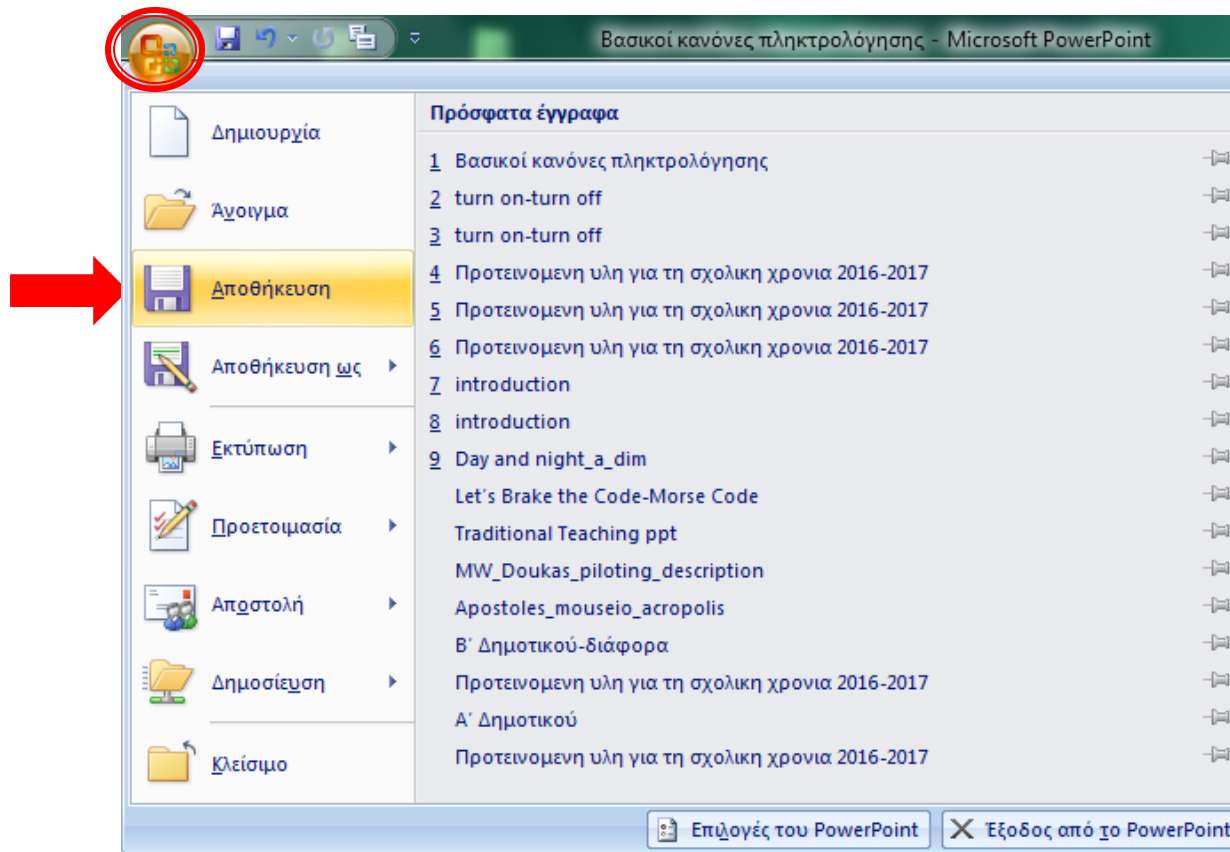 Βασικοί κανόνες πληκτρολόγησης - Microsoft PowerPoint
Δημιουργία
Άνοιγμα
Αποθήκευση
Αποθήκευση ως
Εκτύπωση
Προετοιμασία
Αποστολή
Δημοσίευση
Κλείσιμο
Πρόσφατα έγγραφα
1 Βασικοί κανόνες πληκτρολόγησης
2 turn on-turn off
3 turn on-turn off
4 Προτεινομενη υλη για τη σχολικη χρονια 2016-2017
5 Προτεινομενη υλη για τη σχολικη χρονια 2016-2017
6 Προτεινομενη υλη για τη σχολικη χρονια 2016-2017
7 introduction
8 introduction
9 Day and night_a_dim
Let's Brake the Code-Morse Code
Traditional Teaching ppt
MW_Doukas_piloting_description
Apostoles_mouseio_acropolis
Β΄ Δημοτικού-διάφορα
Προτεινομενη υλη για τη σχολικη χρονια 2016-2017
Α΄ Δημοτικού
Προτεινομενη υλη για τη σχολικη χρονια 2016-2017
Επιλογές του PowerPoint
Έξοδος από το PowerPoint